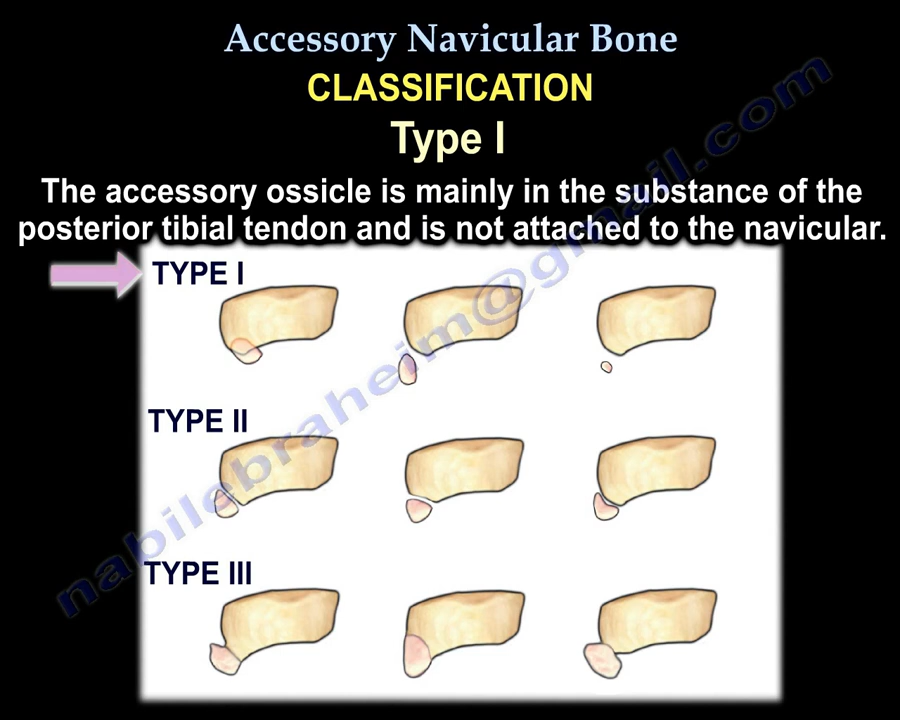 Accessory Navicular Bone
CLASSIFICATION
Type I
The accessory ossicle is mainly in the substance of the
posterior tibial tendon and is not attached to the navicular.
TYPE I
TYPE II
TYPE III
nabilebraheim@gmail.com